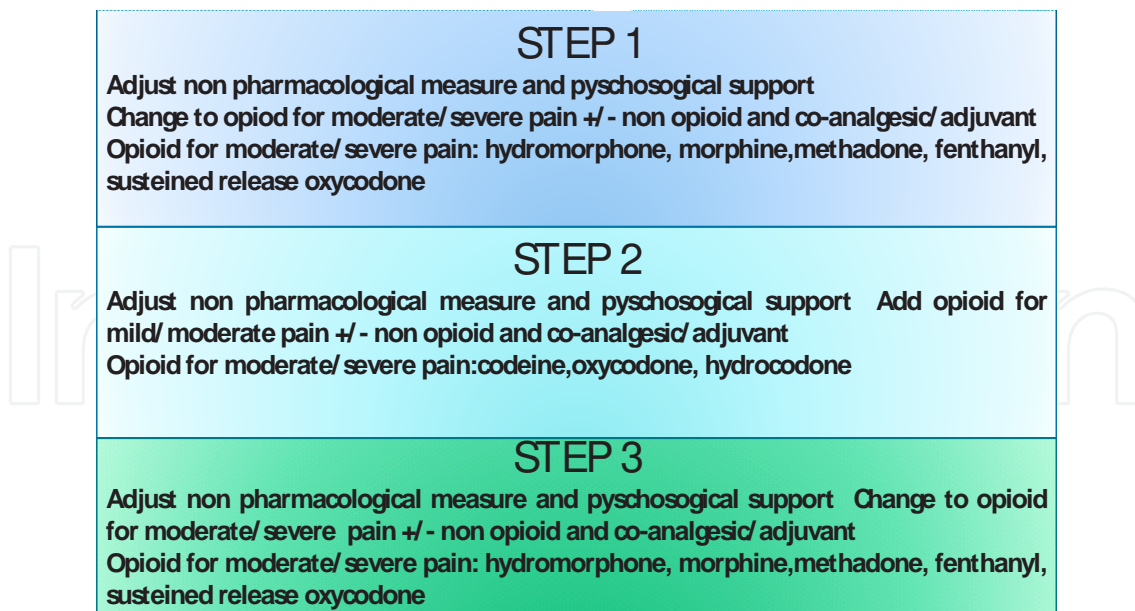 STEP 1
Adjust non pharmacological measure and pyschosogical support
Change to opiod for moderate/ severe pain +/ - non opioid and co-analgesic/ adjuvant
Opioid for moderate/ severe pain: hydromorphone, morphine,methadone, fenthanyl,
susteined release oxycodone
STEP 2
Adjust non pharmacological measure and pyschosogical support Add opioid for
mild/ moderate pain +/ - non opioid and co-analgesic/ adjuvant
Opioid for moderate/ severe pain:codeine,oxycodone, hydrocodone
STEP 3
Adjust non pharmacological measure and pyschosogical support Change to opioid
for moderate/ severe pain +/ - non opioid and co-analgesic/ adjuvant
Opioid for moderate/ severe pain: hydromorphone, morphine,methadone, fenthanyl,
susteined release oxycodone